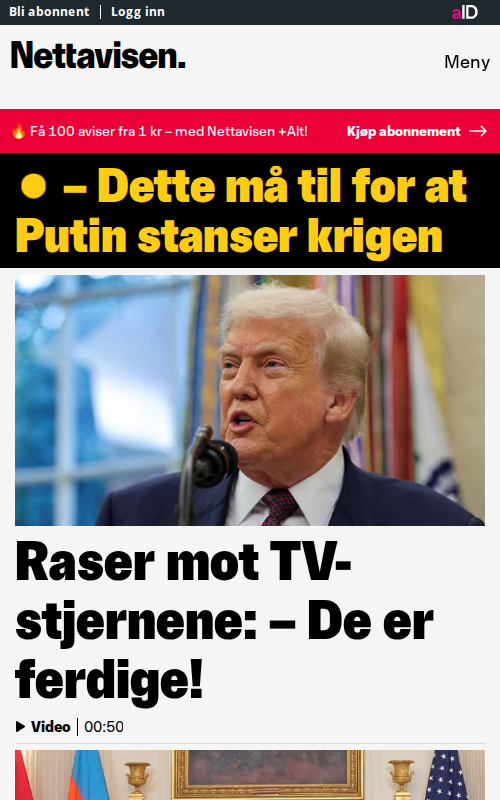 Bli abonnent | Logg inn
aID
Nettavisen.
Meny
🔥 Få 100 aviser fra 1 kr – med Nettavisen +Alt!
Kjøp abonnement →
– Dette må til for at
Putin stanser krigen
Raser mot TV-
stjernene: – De er
ferdige!
Video | 00:50